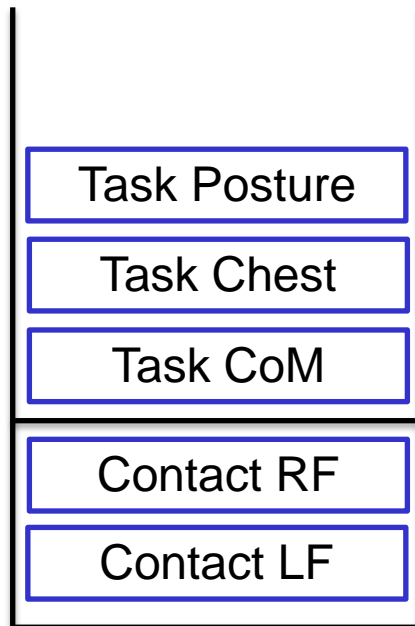 Task Posture
Task Chest
Task CoM
Contact RF
Contact LF